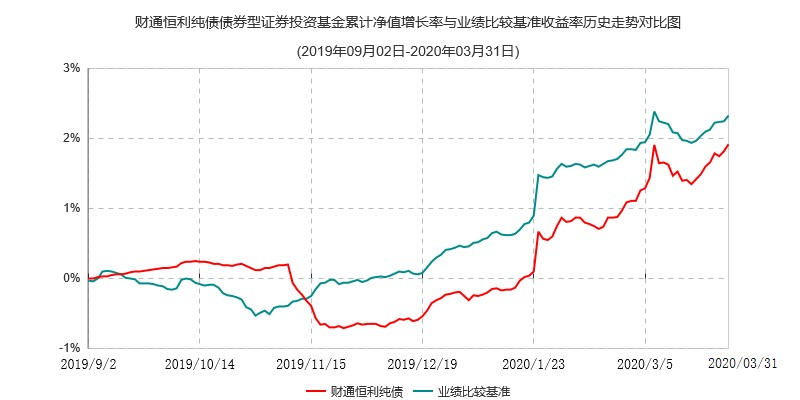 财通恒利纯债债券型证券投资基金累计净值增长率与业绩比较基准收益率历史走势对比图
(2019年09月02日-2020年03月31日)
3%
2%
1%
0%
-1%
2019/9/2 2019/10/14 2019/11/15 2019/12/19 2020/1/23 2020/3/5 2020/03/31
财通恒利纯债 业绩比较基准